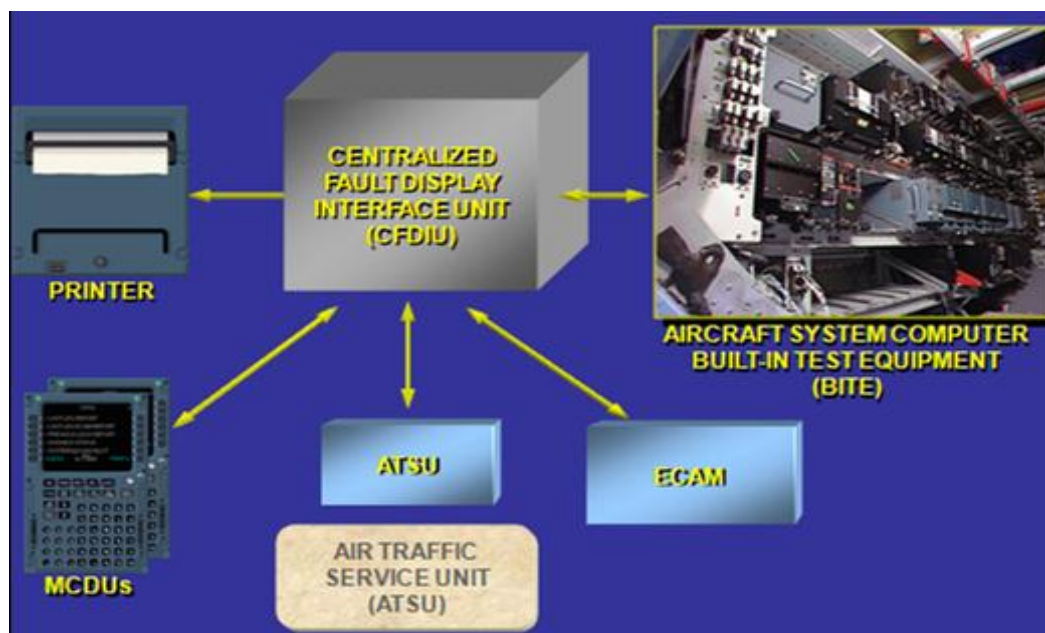 CENTRALIZED
FAULT DISPLAY
INTERFACE UNIT
(CFDIU)
PRINTER
AIRCRAFT SYSTEM COMPUTER
BUILT-IN TEST EQUIPMENT
(BITE)
ATSU
ECAM
AIR TRAFFIC
SERVICE UNIT
(ATSU)
MCDUs